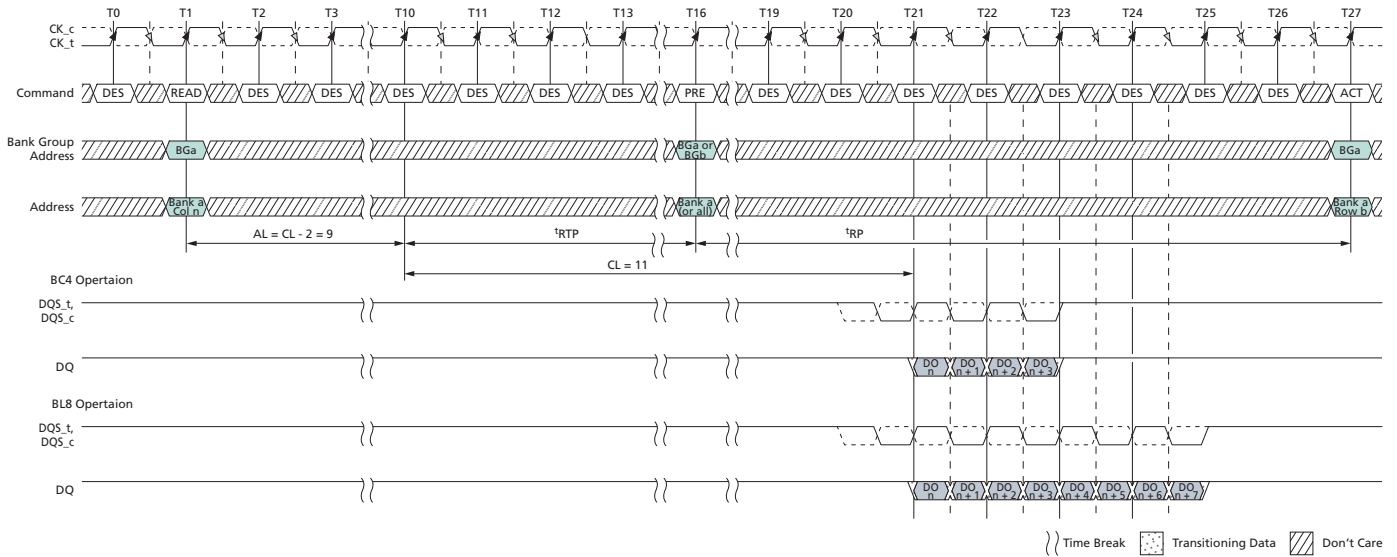 T0 T1 T2 T3 T10 T11 T12 T13 T16 T19 T20 T21 T22 T23 T24 T25 T26 T27
CK_c
CK_t
Command DES READ DES DES DES DES DES DES PRE DES DES DES DES DES DES DES DES ACT
Bank Group
Address
BGa
BGa or
BGb
BGa
Address
Bank a
Col n
Bank a
(or all)
Bank a
Row b
AL = CL - 2 = 9
tRTP
tRP
CL = 11
BC4 Opertaion
DQS_t,
DQS_c
DQ
DO
n
DO
n + 1
DO
n + 2
DO
n + 3
BL8 Opertaion
DQS_t,
DQS_c
DQ
DO
n
DO
n + 1
DO
n + 2
DO
n + 3
DO
n + 4
DO
n + 5
DO
n + 6
DO
n + 7
Time Break Transitioning Data Don't Care